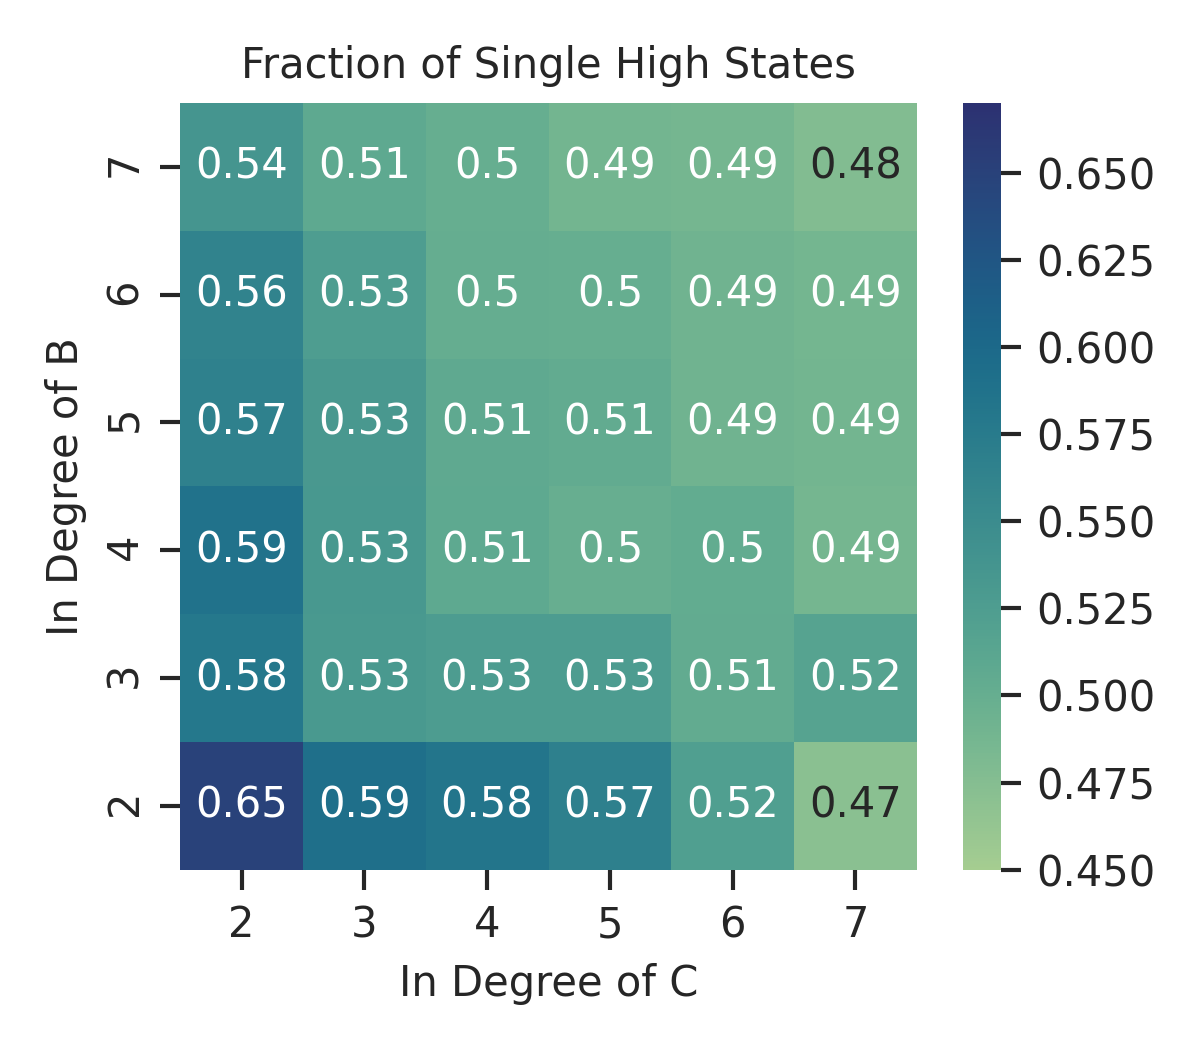 Fraction of Single High States
7 0.54 0.51 0.5 0.49 0.49 0.48
6 0.56 0.53 0.5 0.5 0.49 0.49
5 0.57 0.53 0.51 0.51 0.49 0.49
4 0.59 0.53 0.51 0.5 0.5 0.49
3 0.58 0.53 0.53 0.53 0.51 0.52
2 0.65 0.59 0.58 0.57 0.52 0.47
2 3 4 5 6 7
In Degree of B
In Degree of C
0.650
0.625
0.600
0.575
0.550
0.525
0.500
0.475
0.450